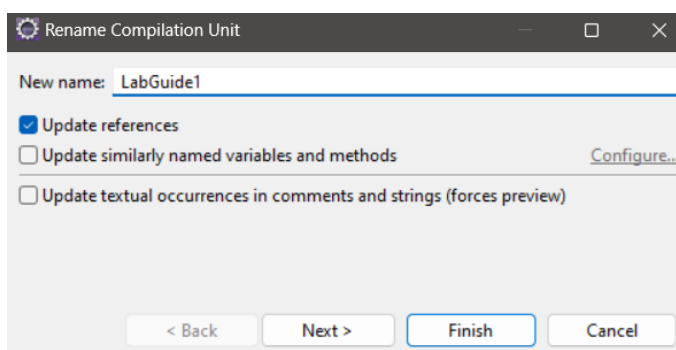 Rename Compilation Unit
New name: LabGuide1
Update references
Update similarly named variables and methods Configure..
Update textual occurrences in comments and strings (forces preview)
< Back Next > Finish Cancel